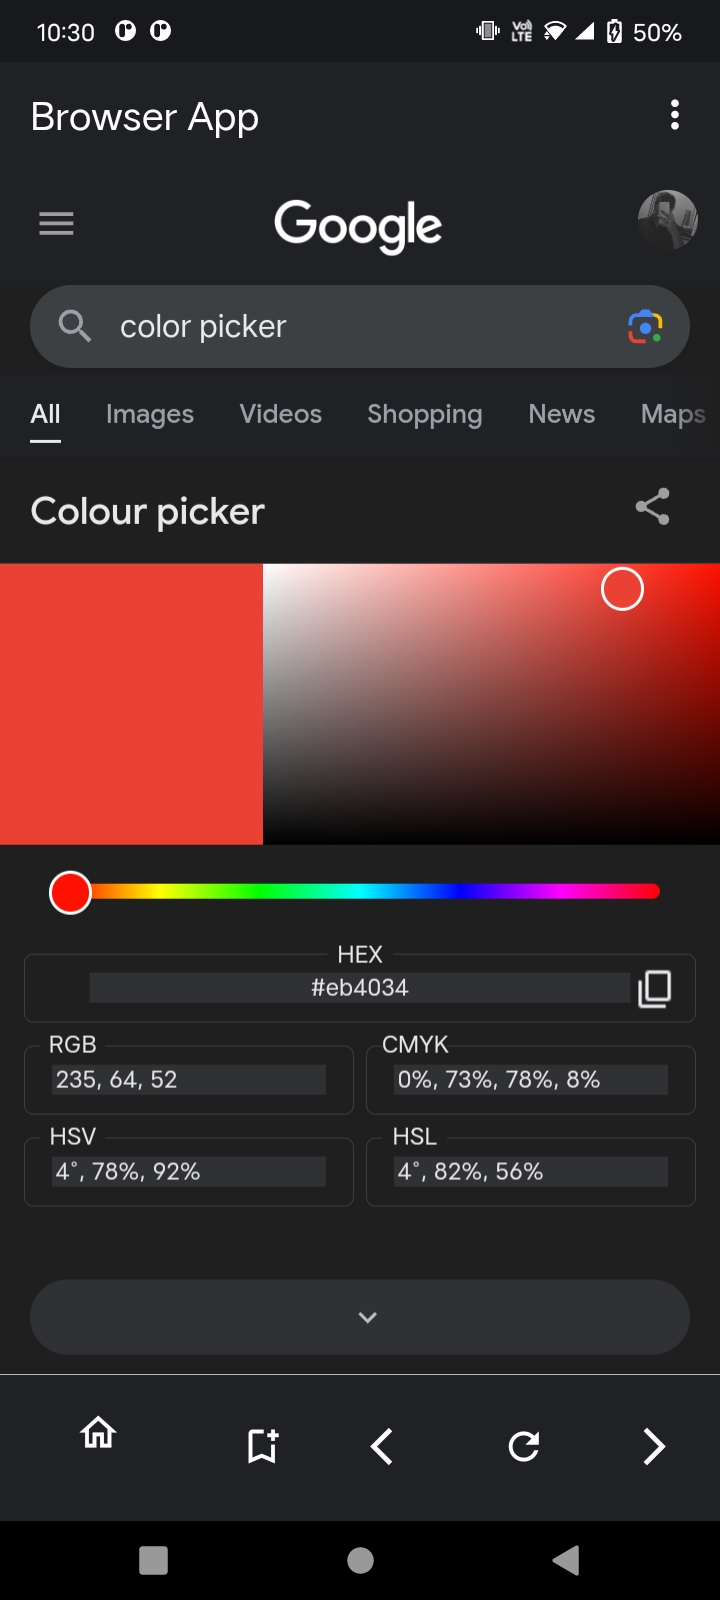 10:30 Vo) LTE 50%
Browser App
Google
color picker
All Images Videos Shopping News Maps
Colour picker
HEX
#eb4034
RGB CMYK
235, 64, 52 0%, 73%, 78%, 8%
HSV HSL
4°, 78%, 92% 4°, 82%, 56%